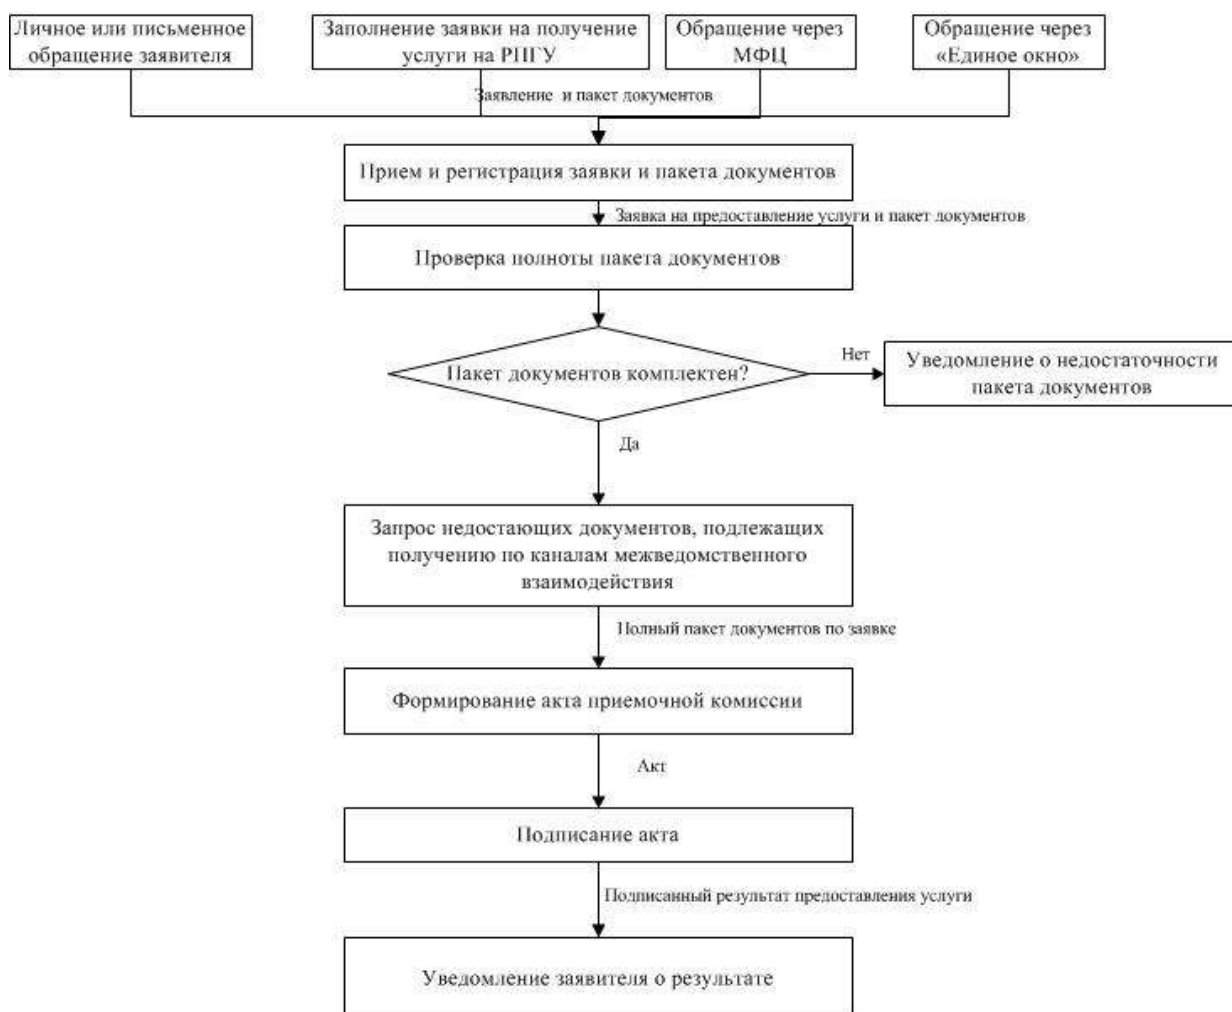 Личное или письменное
обращение заявителя
Заполнение заявки на получение
услуги на РПГУ
Обращение через
МФЦ
Обращение через
«Единое окно»
Заявление и пакет документов
Прием и регистрация заявки и пакета документов
Заявка на предоставление услуги и пакет документов
Проверка полноты пакета документов
Пакет документов комплектен?
Нет
Уведомление о недостаточности
пакета документов
Да
Запрос недостающих документов, подлежащих
получению по каналам межведомственного
взаимодействия
Полный пакет документов по заявке
Формирование акта приемочной комиссии
Акт
Подписание акта
Подписанный результат предоставления услуги
Уведомление заявителя о результате